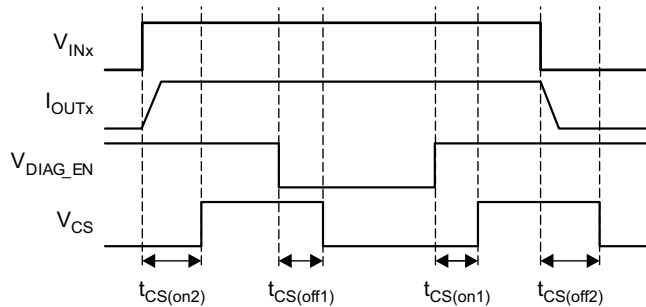 V_INx
I_OUTx
V_DIAG_EN
V_CS
t_CS(on2) t_CS(off1) t_CS(on1) t_CS(off2)